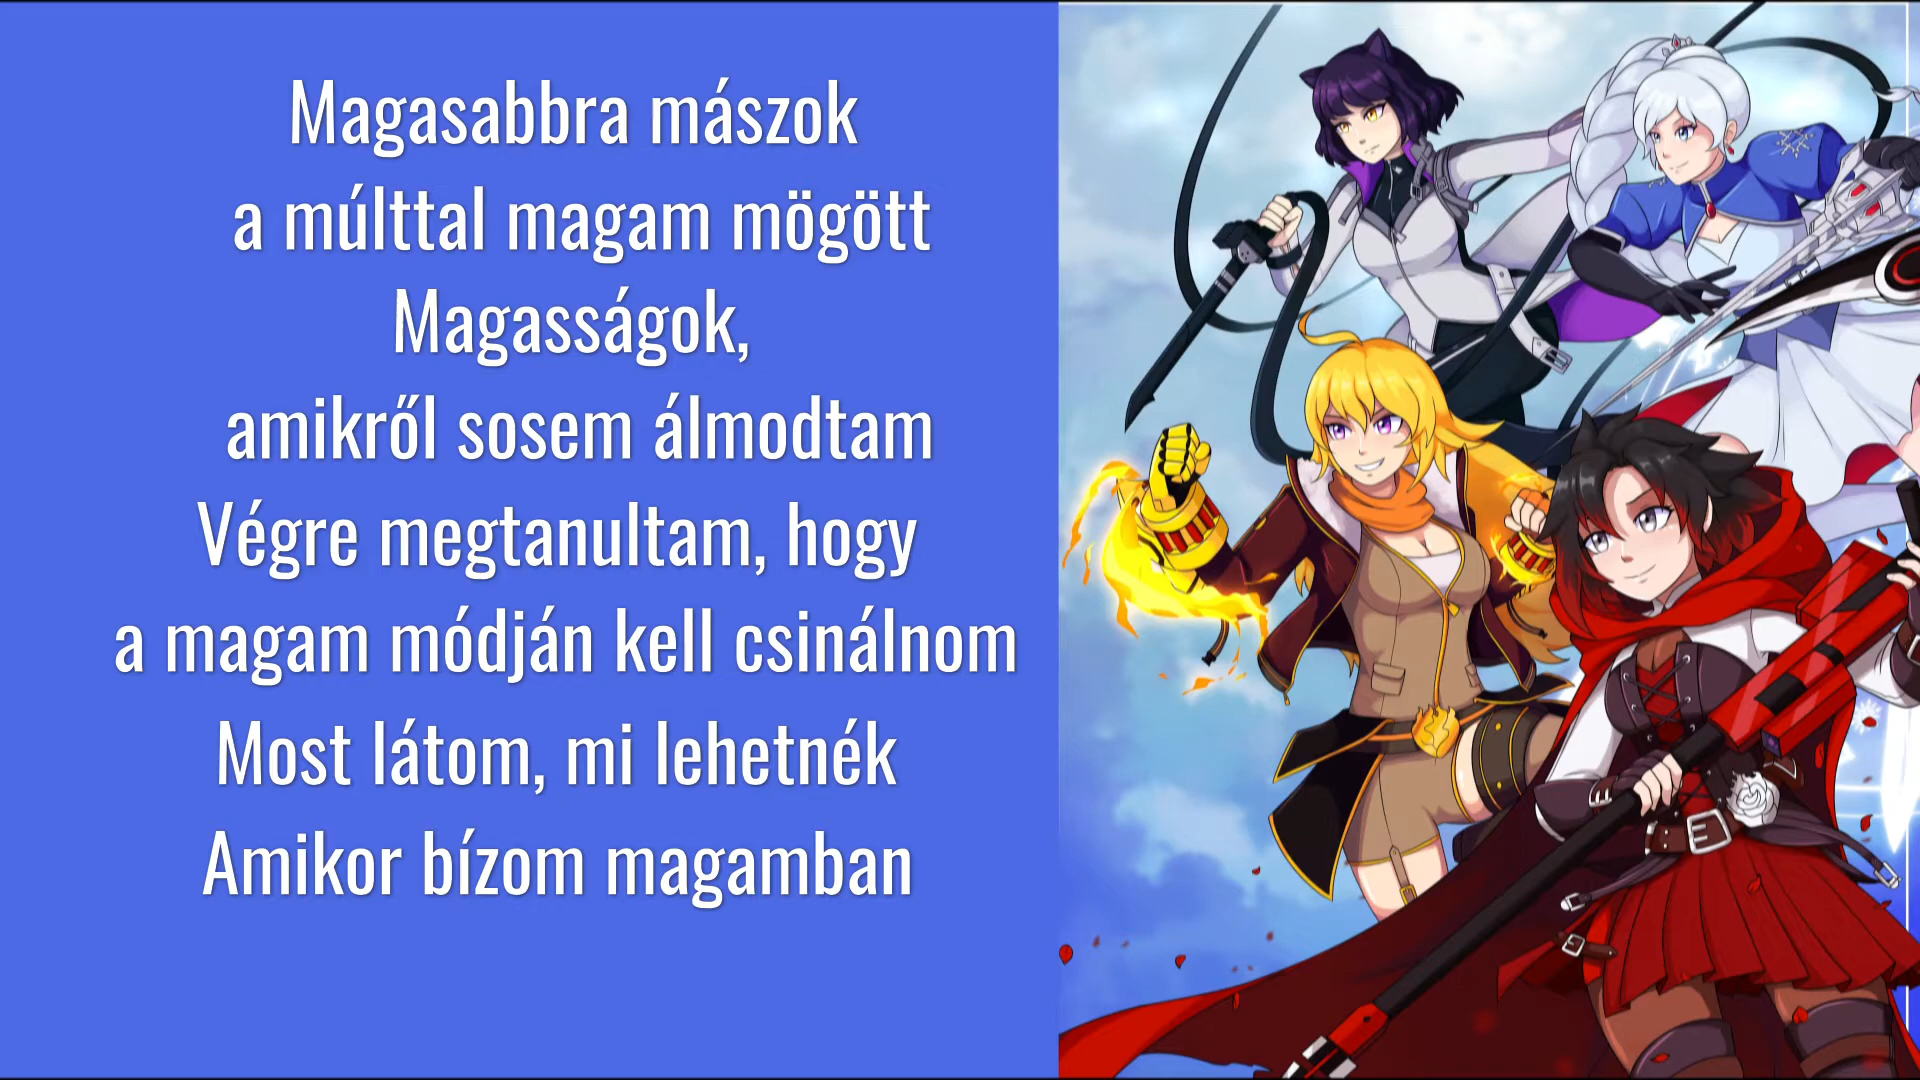 Magasabbra mászok
a múlttal magam mögött
Magasságok,
amikről sosem álmodtam
Végre megtanultam, hogy
a magam módján kell csinálnom
Most látom, mi lehetnék
Amikor bízom magamban